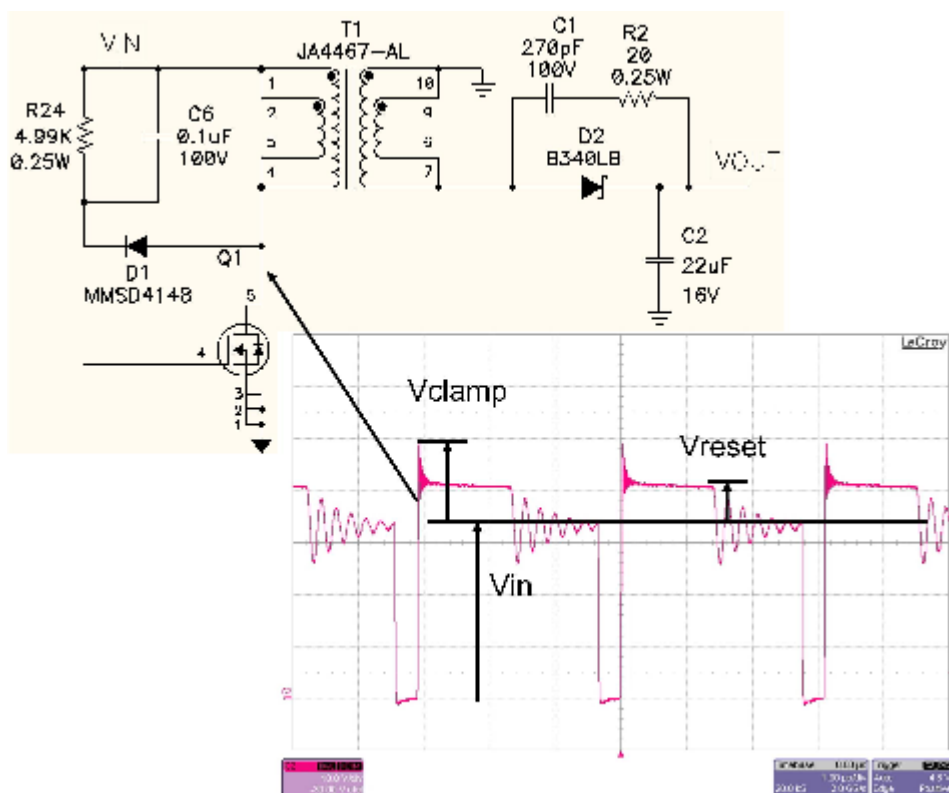 VIN
T1
JA4467-AL
C1
270pF
100V
R2
20
0.25W
1
10
2
9
R24
4.99K
0.25W
C6
0.1uF
100V
5
6
4
7
D2
B340LB
VOUT
Q1
D1
MMSD4148
C2
22uF
16V
5
4
3
2
1
LeCroy
Vclamp
Vreset
Vin